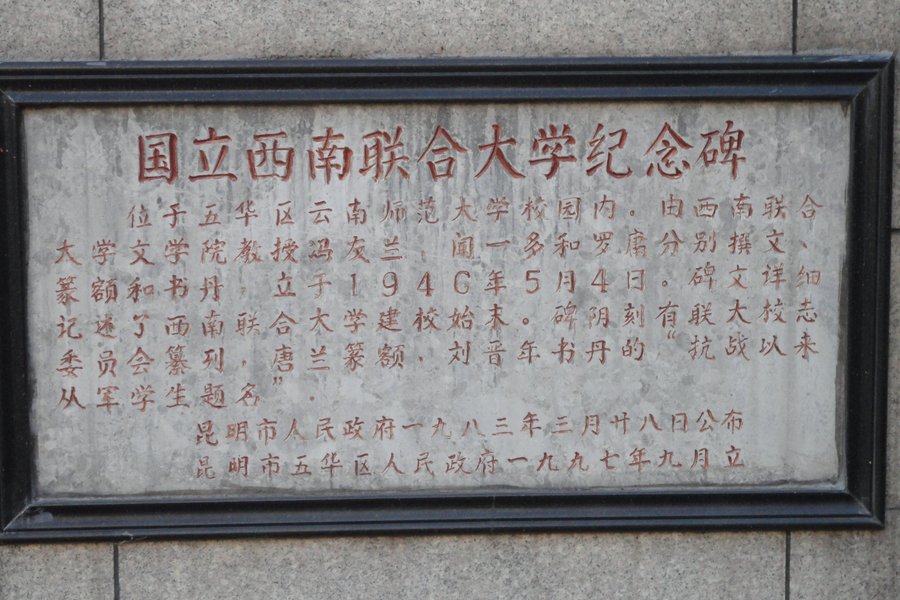 国立西南联合大学纪念碑
位于五华区云南师范大学校园内。由西南联合
大学文学院教授冯友兰、闻一多和罗庸分别撰文、
篆额和书丹，立于1946年5月4日。碑文详细
记述了西南联合大学建校始末。碑阴刻有“联大校志
委员会纂列，唐兰篆额，刘晋年书丹的抗战以来
从军学生题名”．
昆明市人民政府一九八三年三月廿八日公布
昆明市五华区人民政府一九九七年九月立